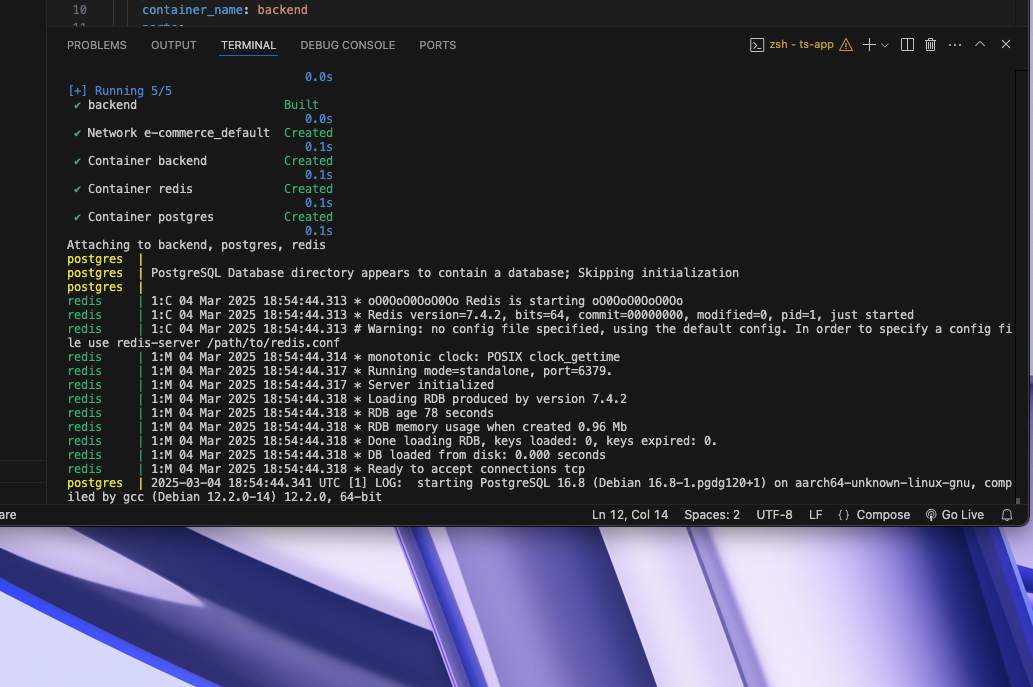 10 container_name: backend
PROBLEMS OUTPUT TERMINAL DEBUG CONSOLE PORTS zsh - ts-app
0.0s
[+] Running 5/5
✔ backend Built
0.0s
✔ Network e-commerce_default Created
0.1s
✔ Container backend Created
0.1s
✔ Container redis Created
0.1s
✔ Container postgres Created
0.1s
Attaching to backend, postgres, redis
postgres |
postgres | PostgreSQL Database directory appears to contain a database; Skipping initialization
postgres |
redis | 1:C 04 Mar 2025 18:54:44.313 * oO0OoO0OoO0Oo Redis is starting oO0OoO0OoO0Oo
redis | 1:C 04 Mar 2025 18:54:44.313 * Redis version=7.4.2, bits=64, commit=00000000, modified=0, pid=1, just started
redis | 1:C 04 Mar 2025 18:54:44.313 # Warning: no config file specified, using the default config. In order to specify a config fi
le use redis-server /path/to/redis.conf
redis | 1:M 04 Mar 2025 18:54:44.314 * monotonic clock: POSIX clock_gettime
redis | 1:M 04 Mar 2025 18:54:44.317 * Running mode=standalone, port=6379.
redis | 1:M 04 Mar 2025 18:54:44.317 * Server initialized
redis | 1:M 04 Mar 2025 18:54:44.318 * Loading RDB produced by version 7.4.2
redis | 1:M 04 Mar 2025 18:54:44.318 * RDB age 78 seconds
redis | 1:M 04 Mar 2025 18:54:44.318 * RDB memory usage when created 0.96 Mb
redis | 1:M 04 Mar 2025 18:54:44.318 * Done loading RDB, keys loaded: 0, keys expired: 0.
redis | 1:M 04 Mar 2025 18:54:44.318 * DB loaded from disk: 0.000 seconds
redis | 1:M 04 Mar 2025 18:54:44.318 * Ready to accept connections tcp
postgres | 2025-03-04 18:54:44.341 UTC [1] LOG:  starting PostgreSQL 16.8 (Debian 16.8-1.pgdg120+1) on aarch64-unknown-linux-gnu, comp
iled by gcc (Debian 12.2.0-14) 12.2.0, 64-bit
are Ln 12, Col 14 Spaces: 2 UTF-8 LF {} Compose Go Live